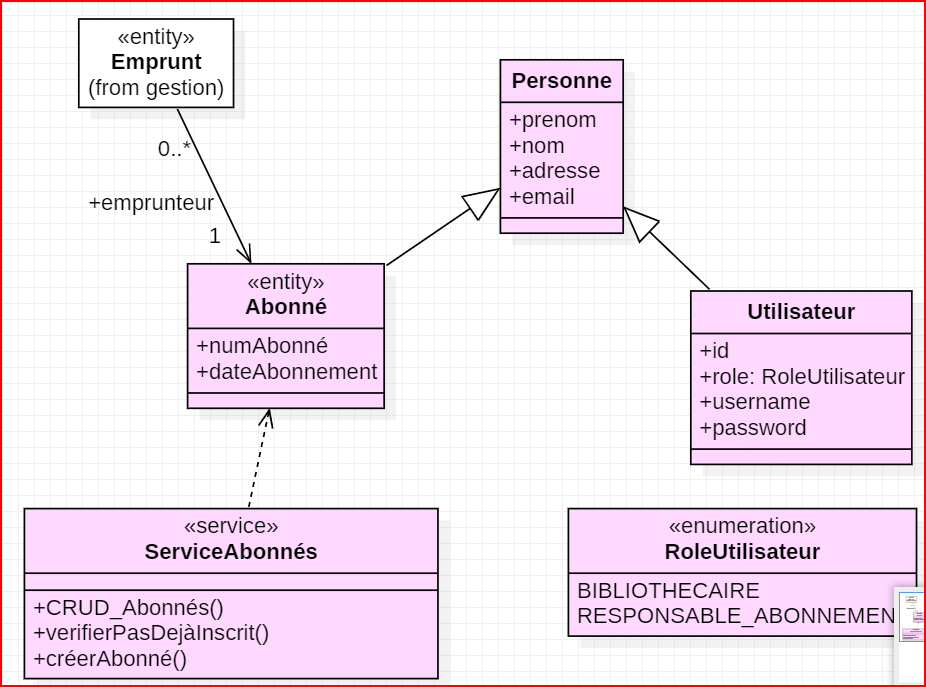 «entity»
Emprunt
(from gestion)
0..*
+emprunteur
1
Personne
+prenom
+nom
+adresse
+email
«entity»
Abonné
+numAbonné
+dateAbonnement
Utilisateur
+id
+role: RoleUtilisateur
+username
+password
«service»
ServiceAbonnés
+CRUD_Abonnés()
+verifierPasDejàInscrit()
+créerAbonné()
«enumeration»
RoleUtilisateur
BIBLIOTHECAIRE
RESPONSABLE_ABONNEMEN